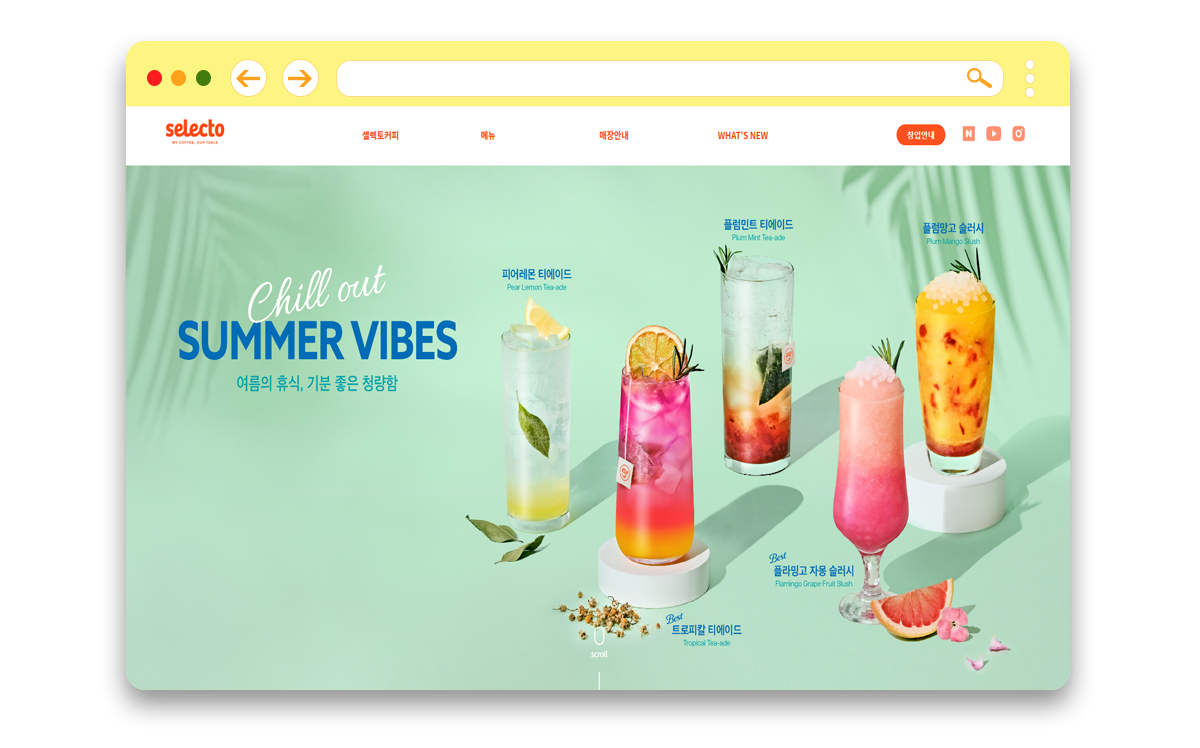 selecto
MY COFFEE, OUR TABLE
셀렉토커피
메뉴
매장안내
WHAT'S NEW
창업안내
N
Chill out
SUMMER VIBES
여름의 휴식, 기분 좋은 청량함
피어레몬 티에이드
Pear Lemon Tea-ade
플럼민트 티에이드
Plum Mint Tea-ade
플럼망고 슬러시
Plum Mango Slush
Best
플라밍고 자몽 슬러시
Flamingo Grape Fruit Slush
Best
트로피칼 티에이드
Tropical Tea-ade
scroll